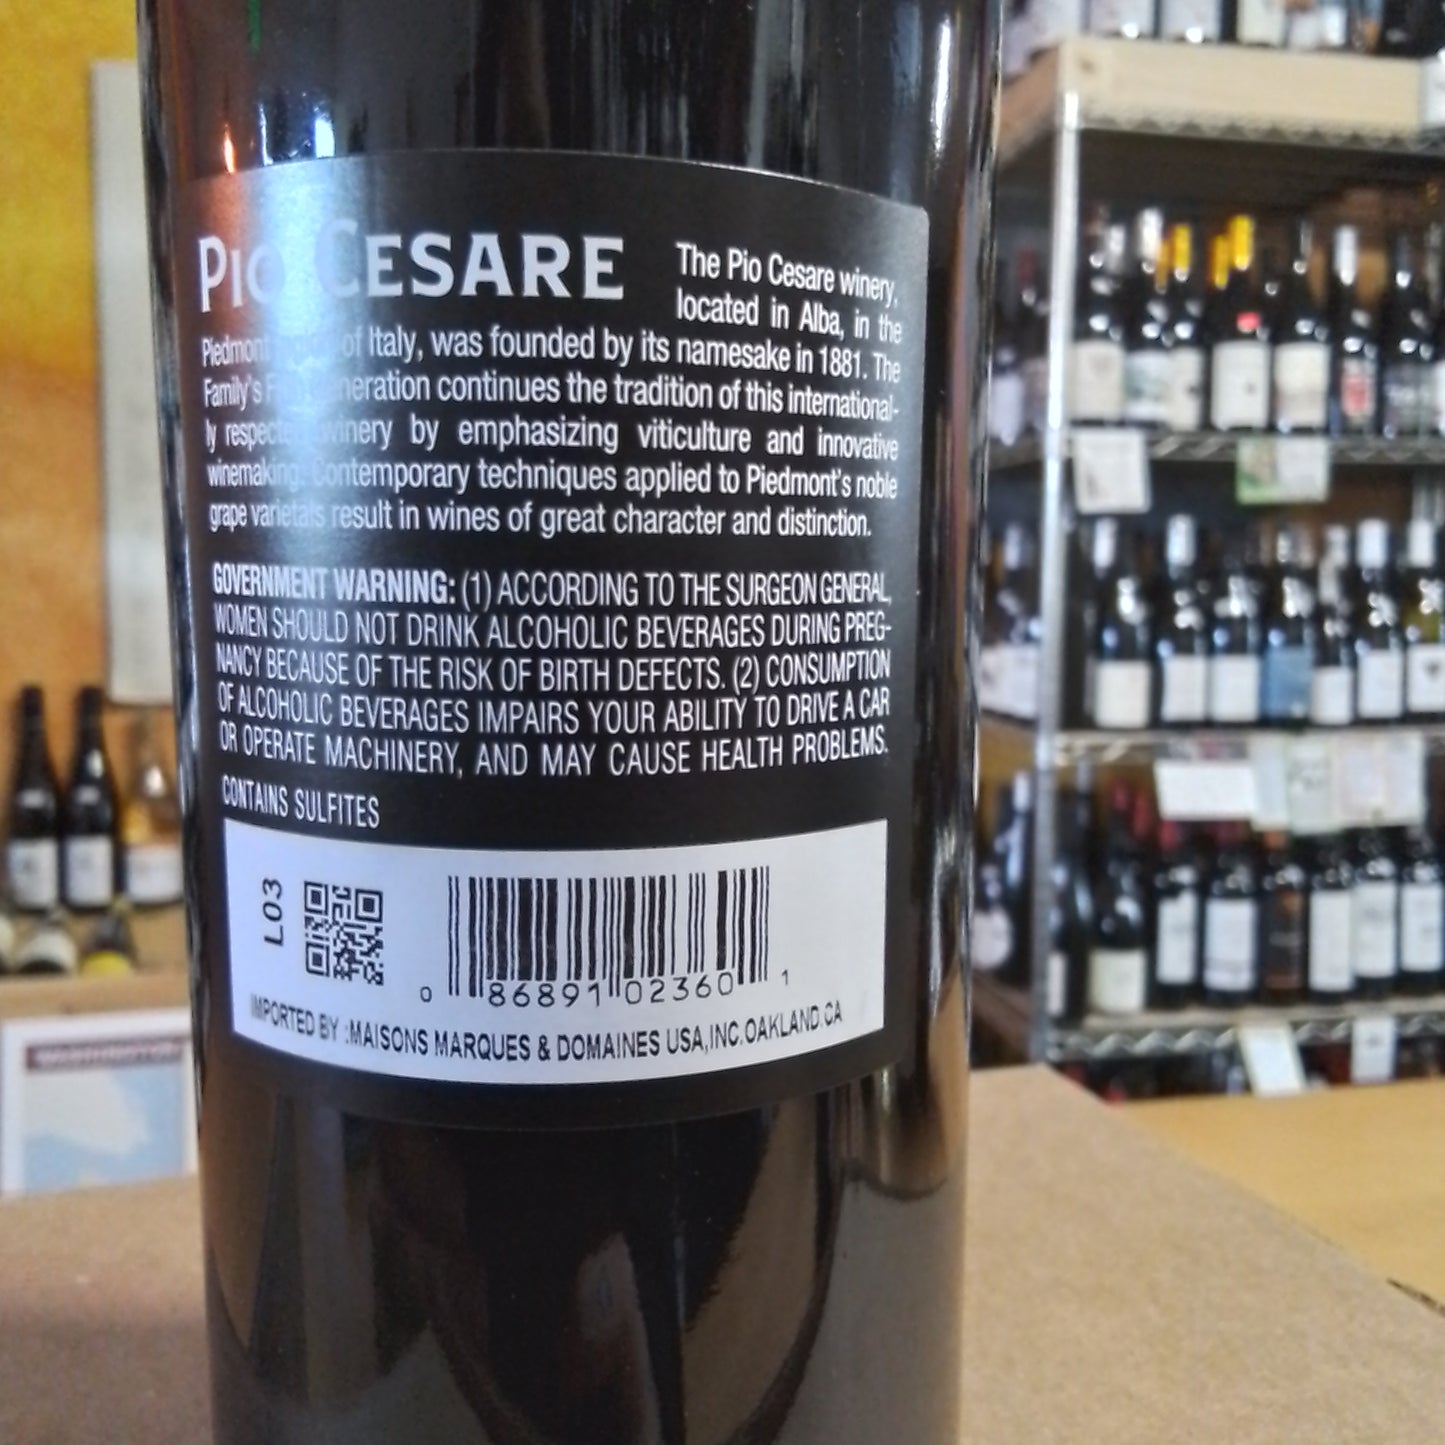 PIO CESARE
The Pio Cesare winery,
located in Alba, in the
Piedmont of Italy, was founded by its namesake in 1881. The
Family's continues the tradition of this international-
ly respected winery by emphasizing viticulture and innovative
winemaking. Contemporary techniques applied to Piedmont's noble
grape varietals result in wines of great character and distinction.
GOVERNMENT WARNING: (1) ACCORDING TO THE SURGEON GENERAL,
WOMEN SHOULD NOT DRINK ALCOHOLIC BEVERAGES DURING PREG-
NANCY BECAUSE OF THE RISK OF BIRTH DEFECTS. (2) CONSUMPTION
OF ALCOHOLIC BEVERAGES IMPAIRS YOUR ABILITY TO DRIVE A CAR
OR OPERATE MACHINERY, AND MAY CAUSE HEALTH PROBLEMS.
CONTAINS SULFITES
L03
0 86891 02360 1
IMPORTED BY :MAISONS MARQUES & DOMAINES USA,INC.OAKLAND.CA